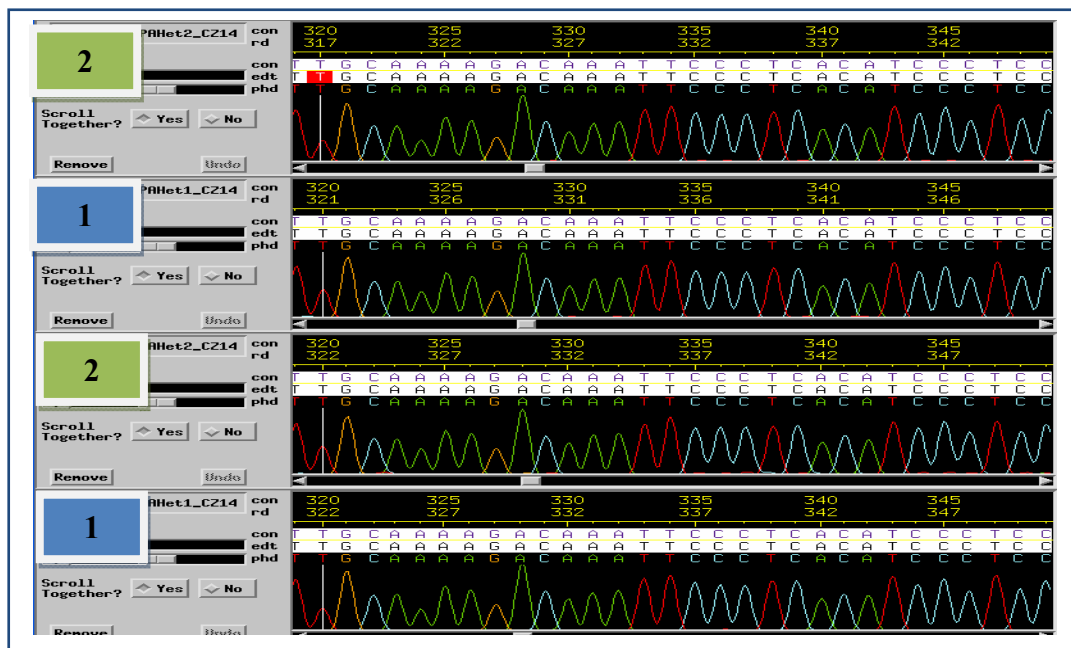 2 PAHet2_CZ14 con 320 325 330 335 340 345
rd 317 322 327 332 337 342
con T T G C A A A A G A C A A A T T C C C T C A C A T C C C T C C
edt T T G C A A A A G A C A A A T T C C C T C A C A T C C C T C C
phd T T G C A A A A G A C A A A T T C C C T C A C A T C C C T C C
Scroll Together? Yes No
Remove Undo
1 PAHet1_CZ14 con 320 325 330 335 340 345
rd 321 326 331 336 341 346
con T T G C A A A A G A C A A A T T C C C T C A C A T C C C T C C
edt T T G C A A A A G A C A A A T T C C C T C A C A T C C C T C C
phd T T G C A A A A G A C A A A T T C C C T C A C A T C C C T C C
Scroll Together? Yes No
Remove Undo
2 AHet2_CZ14 con 320 325 330 335 340 345
rd 322 327 332 337 342 347
con T T G C A A A A G A C A A A T T C C C T C A C A T C C C T C C
edt T T G C A A A A G A C A A A T T C C C T C A C A T C C C T C C
phd T T G C A A A A G A C A A A T T C C C T C A C A T C C C T C C
Scroll Together? Yes No
Remove Undo
1 AHet1_CZ14 con 320 325 330 335 340 345
rd 322 327 332 337 342 347
con T T G C A A A A G A C A A A T T C C C T C A C A T C C C T C C
edt T T G C A A A A G A C A A A T T C C C T C A C A T C C C T C C
phd T T G C A A A A G A C A A A T T C C C T C A C A T C C C T C C
Scroll Together? Yes No
Remove Undo